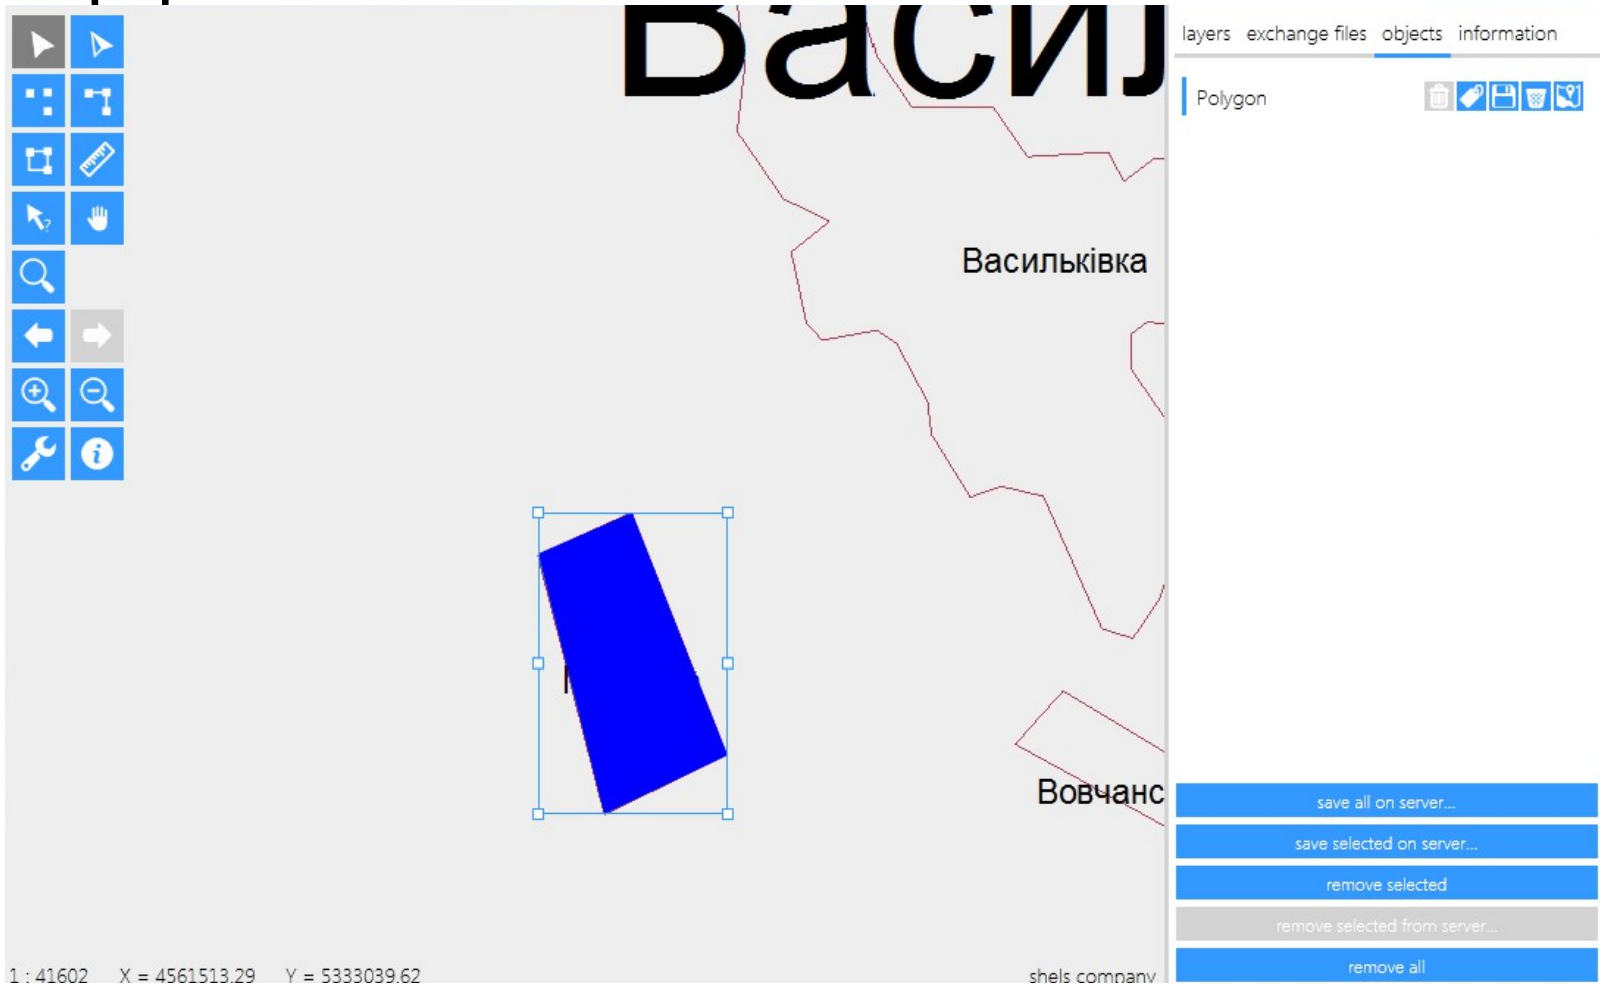 Васил
layers exchange files objects information
Polygon
Васильківка
Вовчанс
save all on server...
save selected on server...
remove selected
remove selected from server...
remove all
1 : 41602 X = 4561513.29 Y = 5333039.62
shels company